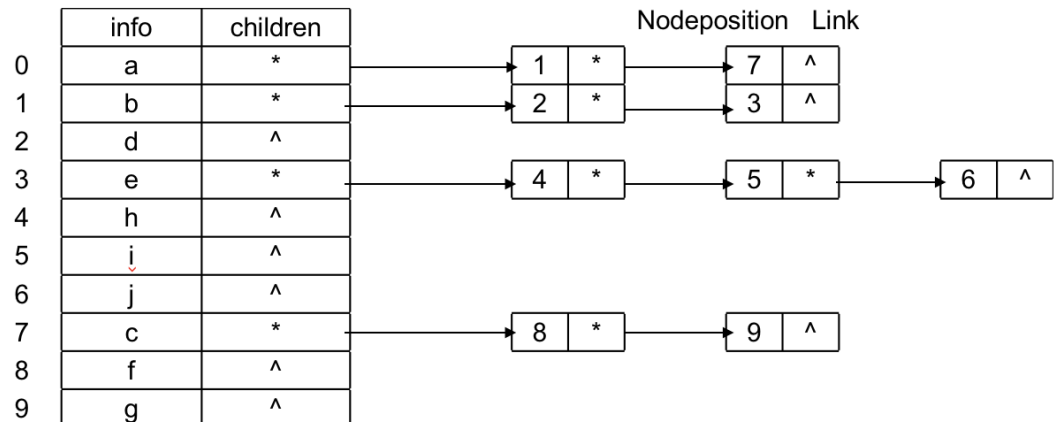 Nodeposition Link
info children
0 a * 1 * 7 ^
1 b * 2 * 3 ^
2 d ^
3 e * 4 * 5 * 6 ^
4 h ^
5 i ^
6 j ^
7 c * 8 * 9 ^
8 f ^
9 g ^